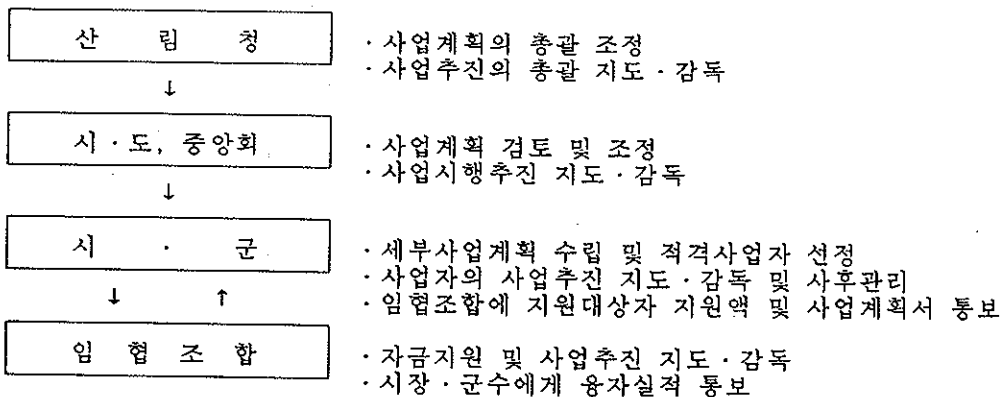 산 림 청
· 사업계획의 총괄 조정
· 사업추진의 총괄 지도 · 감독
↓
시 · 도, 중앙회
· 사업계획 검토 및 조정
· 사업시행추진 지도 · 감독
↓
시 · 군
· 세부사업계획 수립 및 적격사업자 선정
· 사업자의 사업추진 지도 · 감독 및 사후관리
· 임협조합에 지원대상자 지원액 및 사업계획서 통보
↓ ↑
임 협 조 합
· 자금지원 및 사업추진 지도 · 감독
· 시장 · 군수에게 융자실적 통보